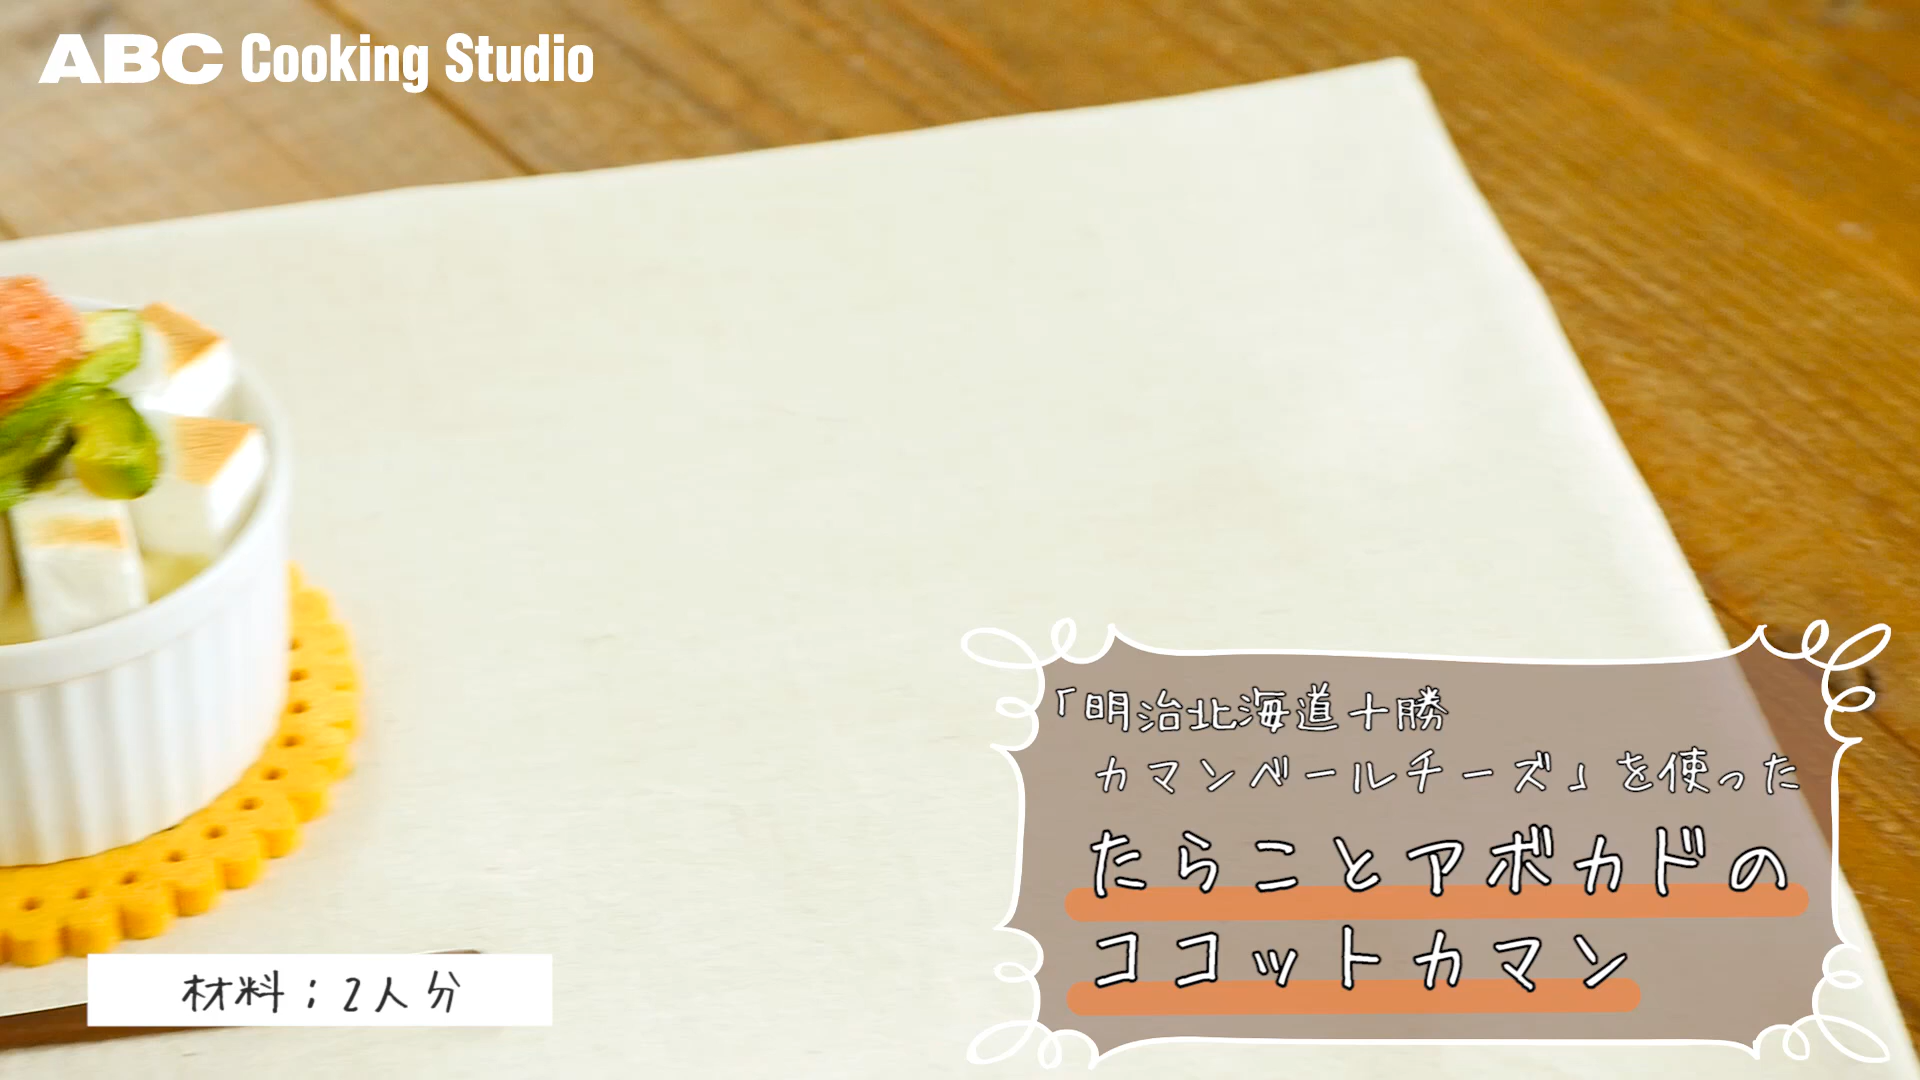 ABC Cooking Studio
「明治北海道十勝
カマンベールチーズ」を使った
たらことアボカドの
ココットカマン
材料:2人分